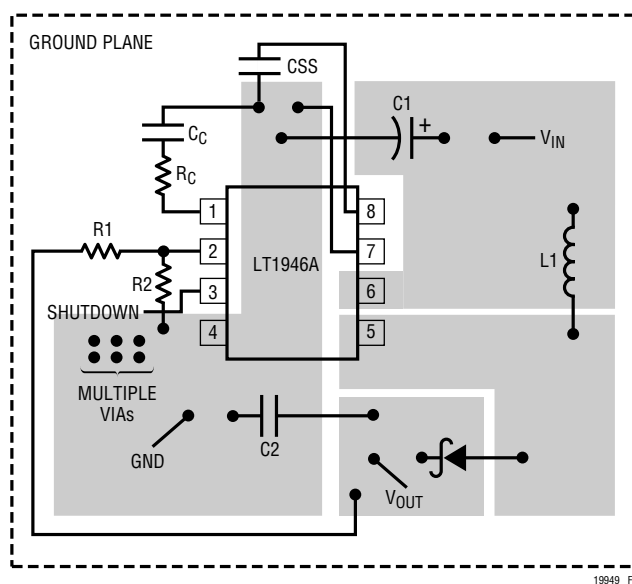 GROUND PLANE
CSS
C1
+
VIN
CC
RC
1
8
R1
2
7
LT1946A
L1
R2
3
6
SHUTDOWN
4
5
MULTIPLE
VIAs
C2
GND
VOUT
19949 F